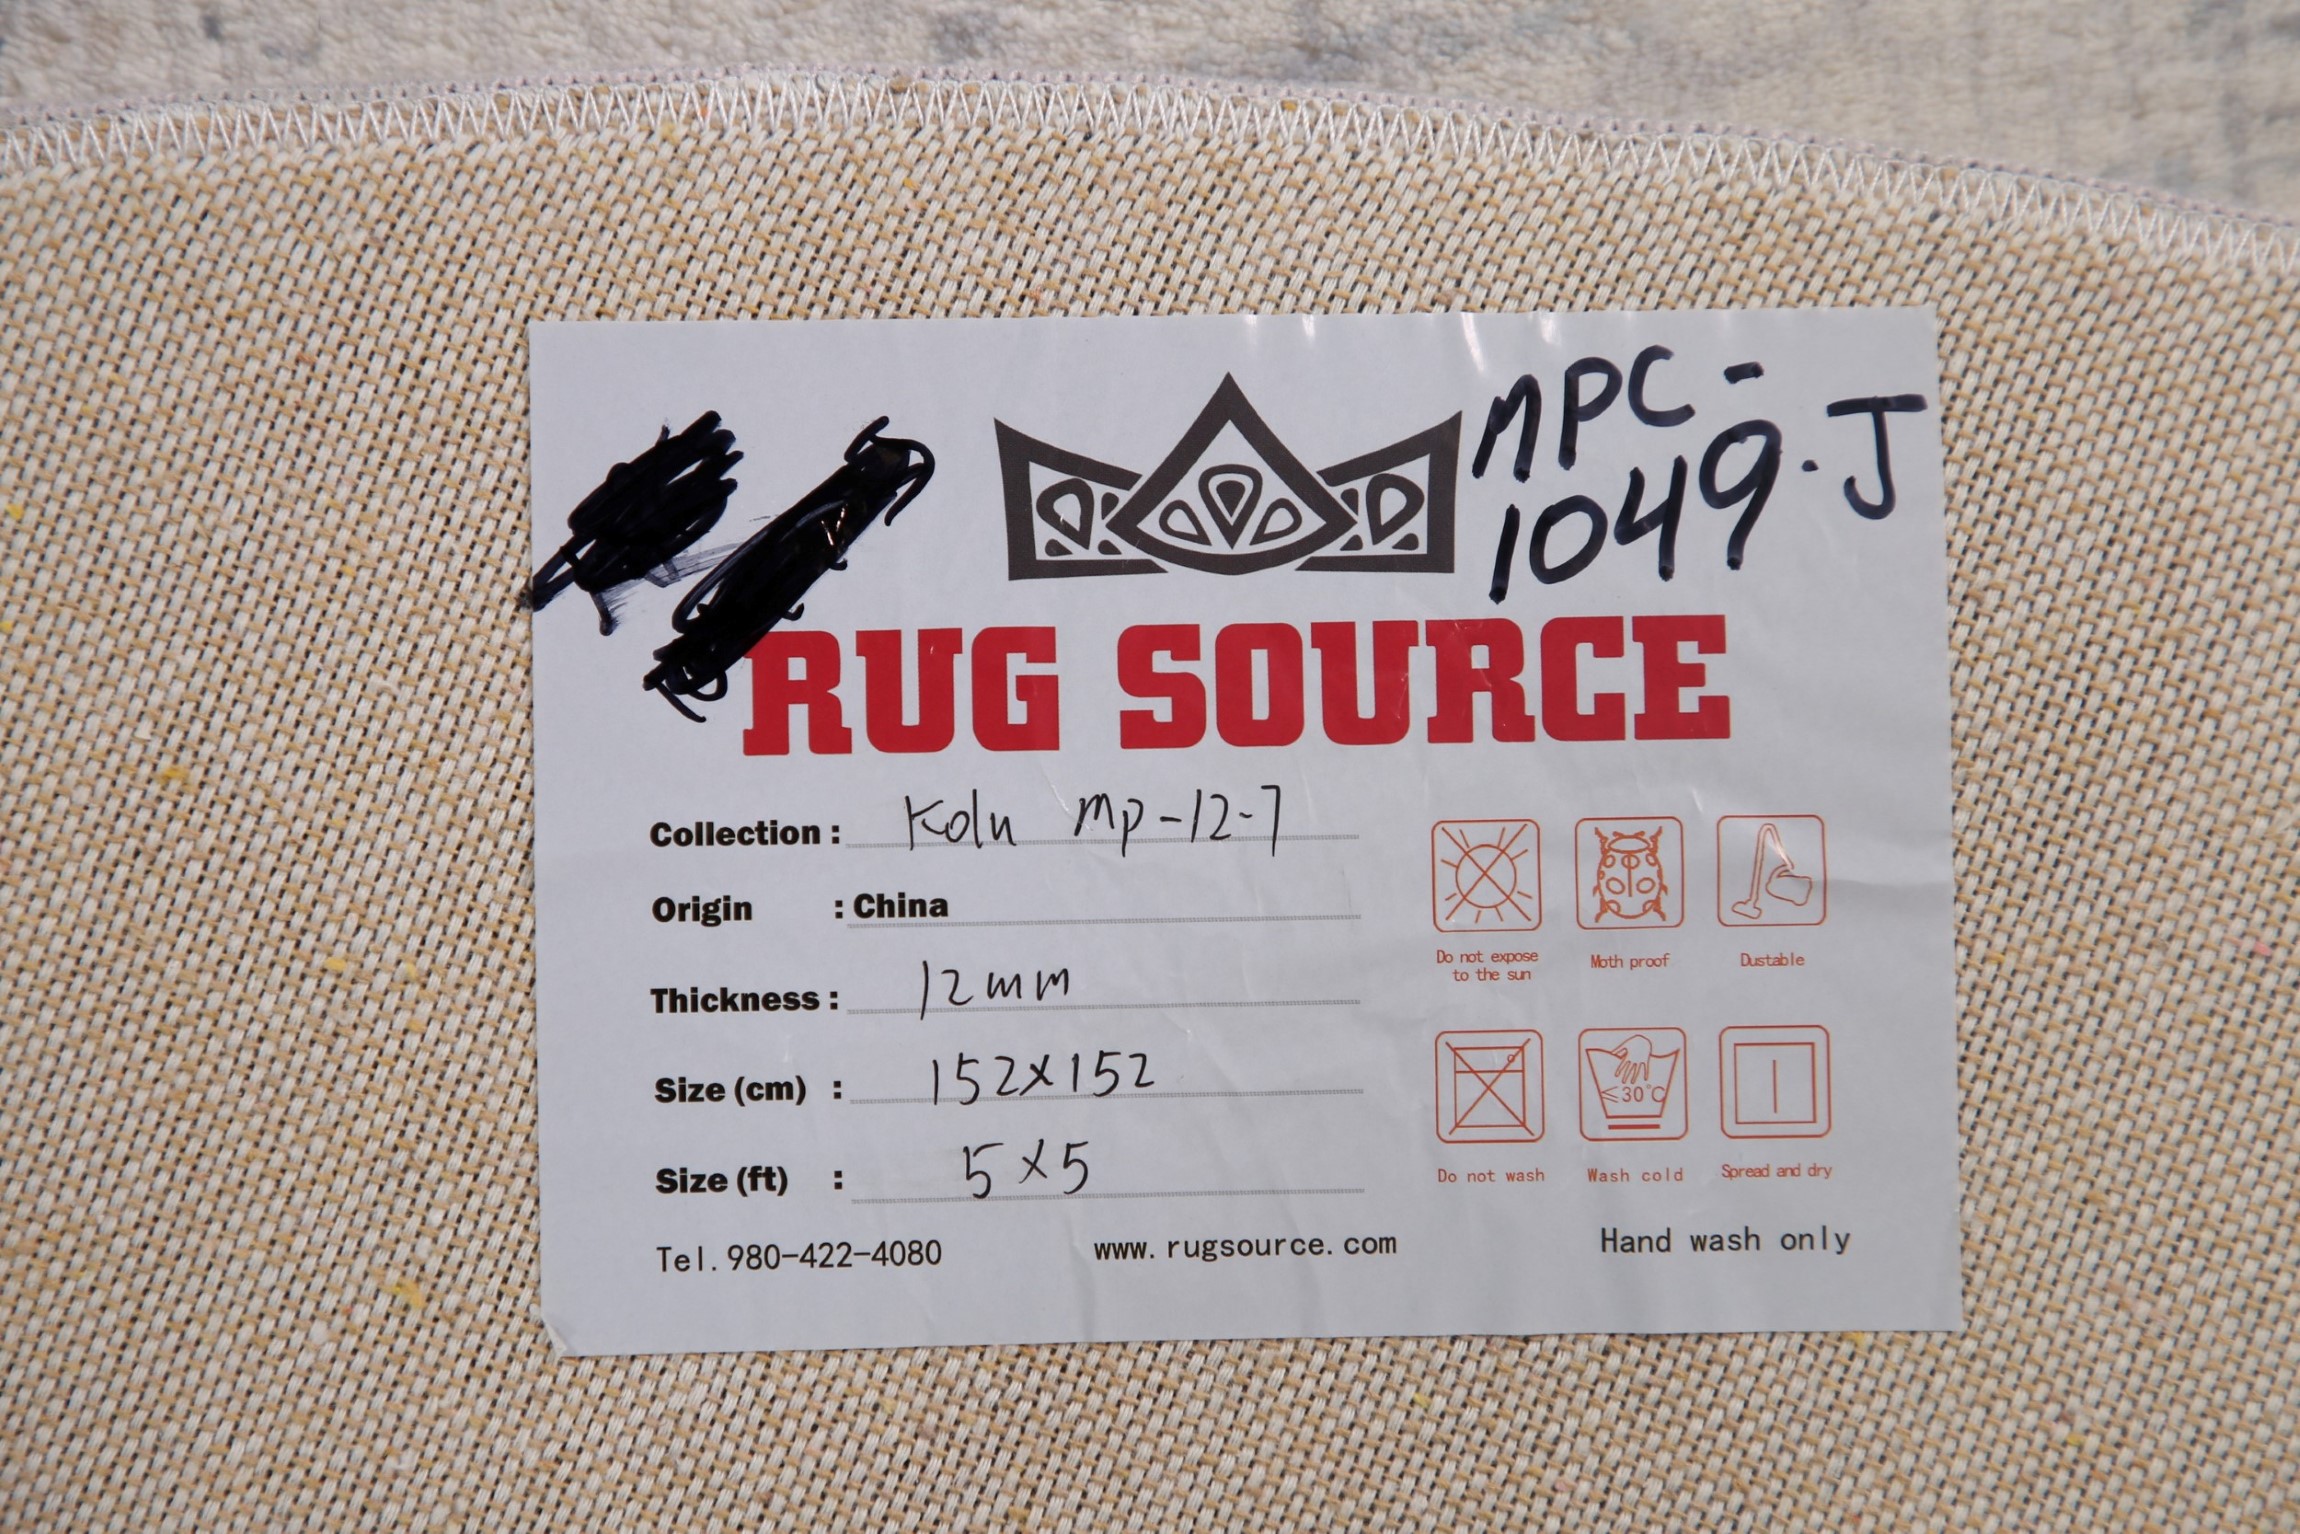 MPC-
1049.J
RUG SOURCE
Collection : Koln mp-12-7
Origin : China
Thickness : 12mm
Size (cm) : 152x152
Size (ft) : 5x5
Do not expose
to the sun
Moth proof
Dustable
≤30°C
Do not wash
Wash cold
Spread and dry
Tel. 980-422-4080 www.rugsource.com Hand wash only